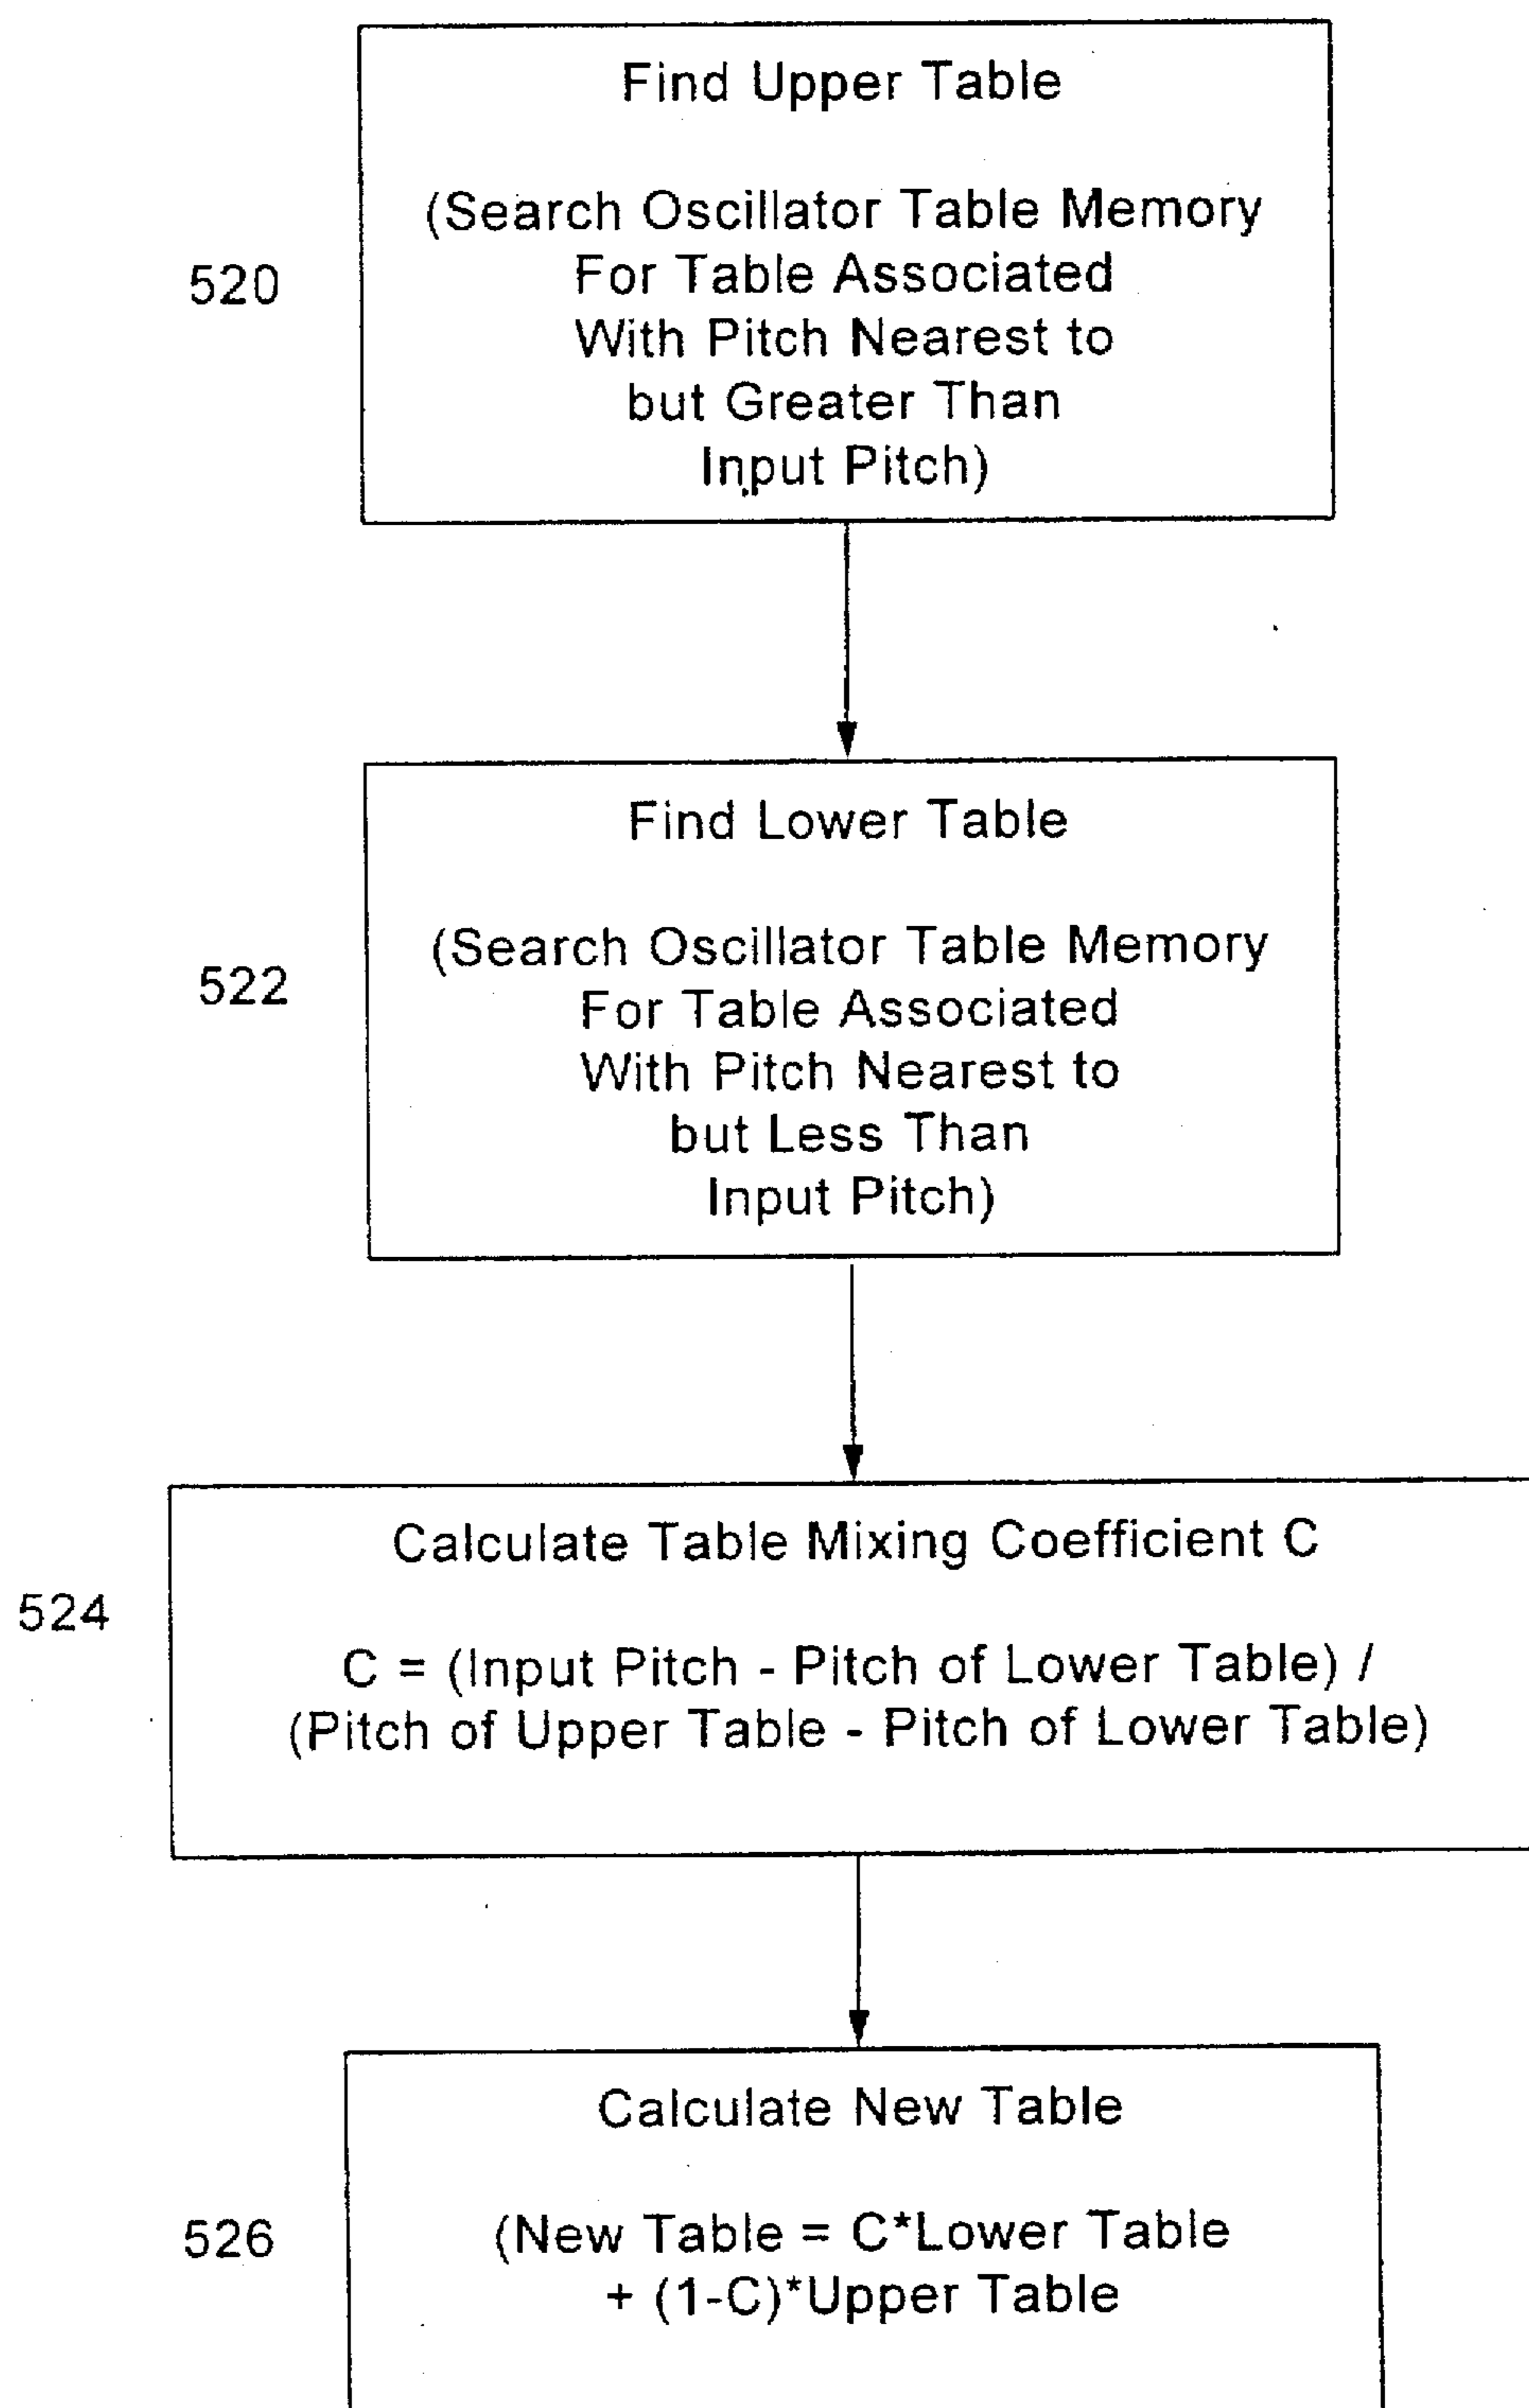 Find Upper Table
(Search Oscillator Table Memory
For Table Associated
With Pitch Nearest to
but Greater Than
Input Pitch)
520
Find Lower Table
(Search Oscillator Table Memory
For Table Associated
With Pitch Nearest to
but Less Than
Input Pitch)
522
Calculate Table Mixing Coefficient C
C = (Input Pitch - Pitch of Lower Table) /
(Pitch of Upper Table - Pitch of Lower Table)
524
Calculate New Table
(New Table = C*Lower Table
+ (1-C)*Upper Table
526